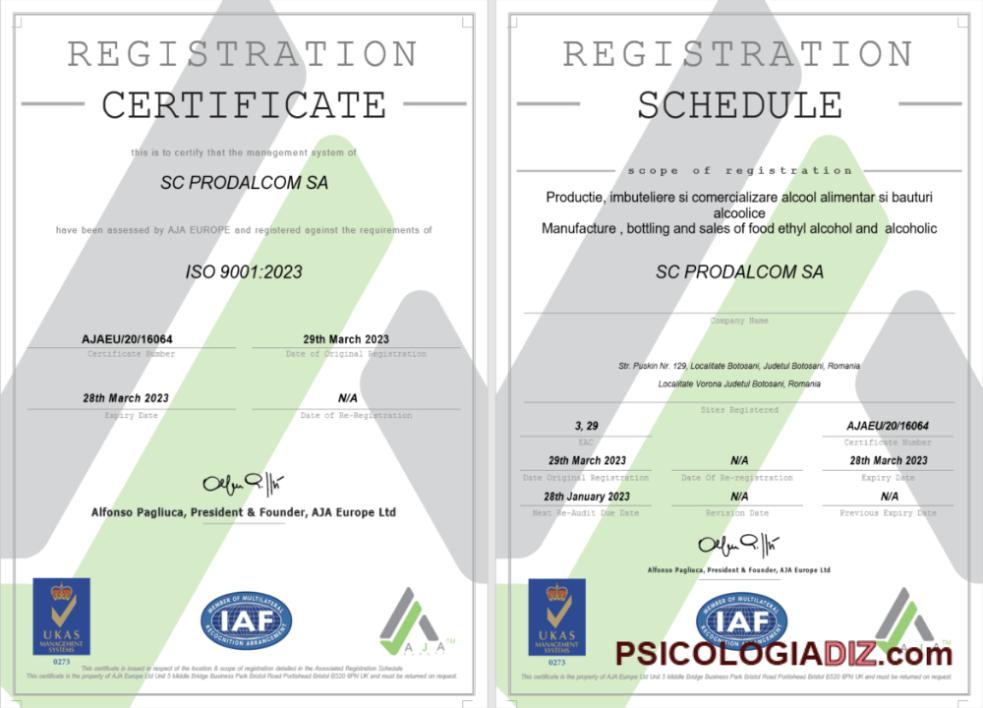 REGISTRATION
CERTIFICATE
this is to certify that the management system of
SC PRODALCOM SA
have been assessed by AJA EUROPE and registered against the requirements of
ISO 9001:2023
AJAEU/20/16064
29th March 2023
Certificate Number
Date of Original Registration
28th March 2023
N/A
Expiry Date
Date of Re-Registration
Alfonso Pagliuca, President & Founder, AJA Europe Ltd
UKAS
MANAGEMENT
SYSTEMS
0273
MEMBER OF MULTILATERAL
IAF
RECOGNITION ARRANGEMENT
AJA
EUROPE
TM
This certificate is issued in respect of the location & scope of registration detailed in the Associated Registration Schedule
This certificate is the property of AJA Europe Ltd Unit 5 Middle Bridge Business Park Bristol Road Portishead Bristol BS20 6PN UK and must be returned on request.
REGISTRATION
SCHEDULE
scope of registration
Productie, imbuteliere si comercializare alcool alimentar si bauturi
alcoolice
Manufacture , bottling and sales of food ethyl alcohol and alcoholic
SC PRODALCOM SA
Company Name
Str. Puskin Nr. 129, Localitate Botosani, Judetul Botosani, Romania
Localitate Vorona Judetul Botosani, Romania
Sites Registered
3, 29
AJAEU/20/16064
EAC
Certificate Number
29th March 2023
N/A
28th March 2023
Date Original Registration
Date Of Re-registration
Expiry Date
28th January 2023
N/A
N/A
Next Re-Audit Due Date
Revision Date
Previous Expiry Date
Alfonso Pagliuca, President & Founder, AJA Europe Ltd
UKAS
MANAGEMENT
SYSTEMS
0273
MEMBER OF MULTILATERAL
IAF
RECOGNITION ARRANGEMENT
PSICOLOGIADIZ.com
This certificate is the property of AJA Europe Ltd Unit 5 Middle Bridge Business Park Bristol Road Portishead Bristol BS20 6PN UK and must be returned on request.